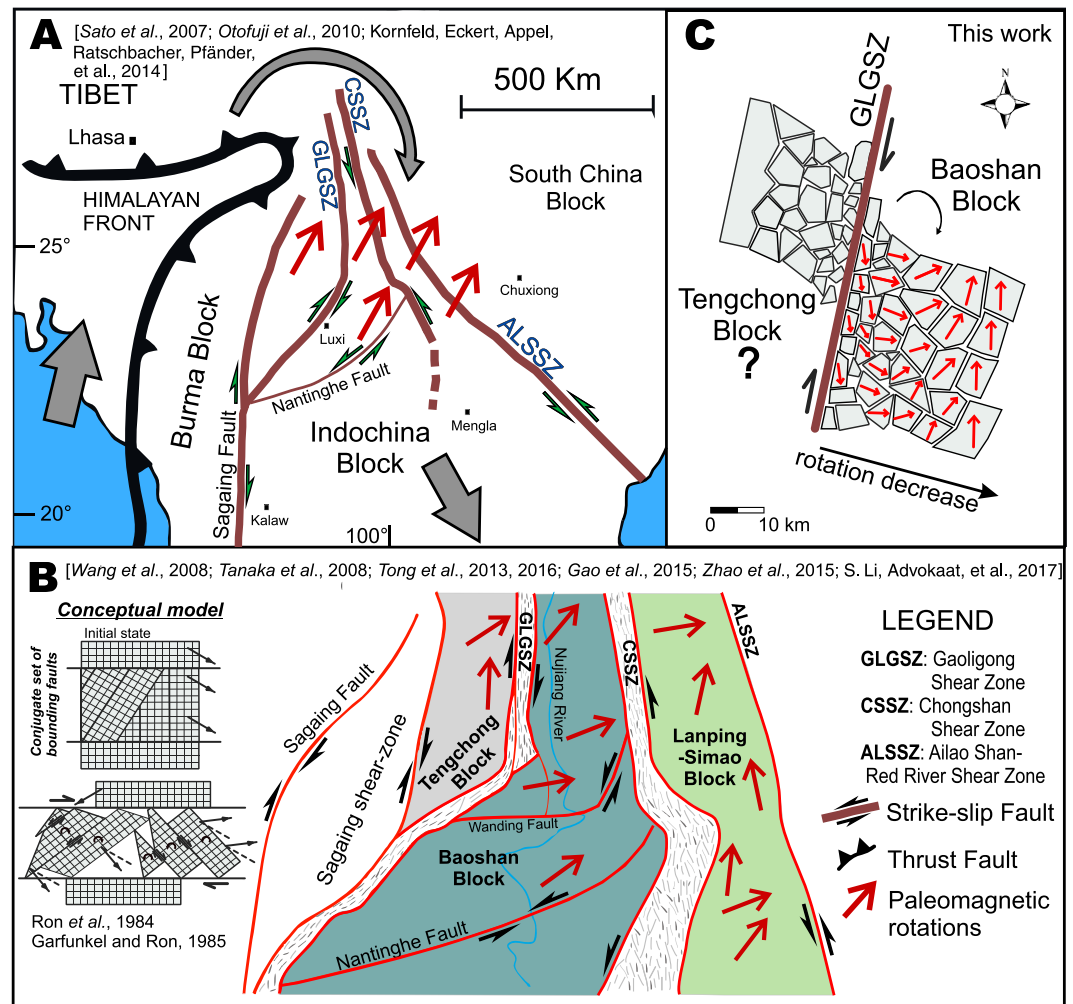 A
[Sato et al., 2007; Otofuji et al., 2010; Kornfeld, Eckert, Appel,
Ratschbacher, Pfänder,
et al., 2014]
TIBET
Lhasa
HIMALAYAN
FRONT
500 Km
CSSZ
GLGSZ
South China
Block
25°
Chuxiong
ALSSZ
Luxi
Burma Block
Nantinghe Fault
Mengla
Indochina
Block
Sagaing Fault
Kalaw
20°
100°
C
This work
N
GLGSZ
Baoshan
Block
Tengchong
Block
?
rotation decrease
0
10 km
B
[Wang et al., 2008; Tanaka et al., 2008; Tong et al., 2013, 2016; Gao et al., 2015; Zhao et al., 2015; S. Li, Advokaat, et al., 2017]
Conceptual model
Initial state
Conjugate set of
bounding faults
Ron et al., 1984
Garfunkel and Ron, 1985
Sagaing Fault
Sagaing shear-zone
Tengchong
Block
GLGSZ
Nujiang River
CSSZ
ALSSZ
Lanping
-Simao
Block
Wanding Fault
Baoshan
Block
Nantinghe Fault
LEGEND
GLGSZ: Gaoligong
Shear Zone
CSSZ: Chongshan
Shear Zone
ALSSZ: Ailao Shan-
Red River Shear Zone
Strike-slip Fault
Thrust Fault
Paleomagnetic
rotations